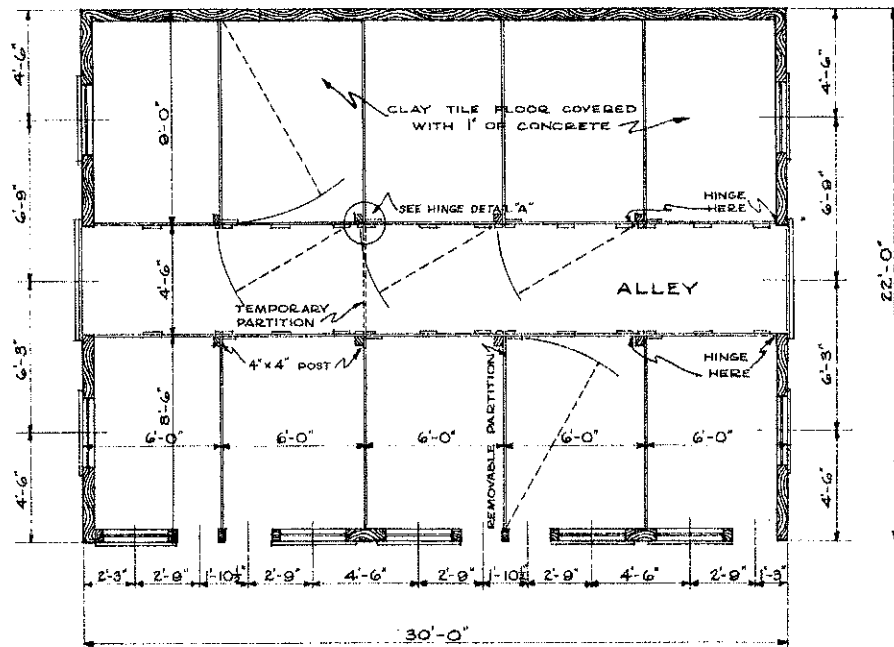 4'-6"
9'-0"
CLAY TILE FLOOR COVERED
WITH 1" OF CONCRETE
4'-6"
6'-9"
SEE HINGE DETAIL "A"
HINGE
HERE
6'-9"
22'-0"
4'-6"
ALLEY
TEMPORARY
PARTITION
6'-3"
4"x4" POST
REMOVABLE PARTITION
HINGE
HERE
6'-3"
8'-6"
6'-0" 6'-0" 6'-0" 6'-0" 6'-0"
4'-6"
4'-6"
2'-3" 2'-9" 1'-10½" 2'-9" 4'-6" 2'-9" 1'-10½" 2'-9" 4'-6" 2'-9" 1'-3"
30'-0"